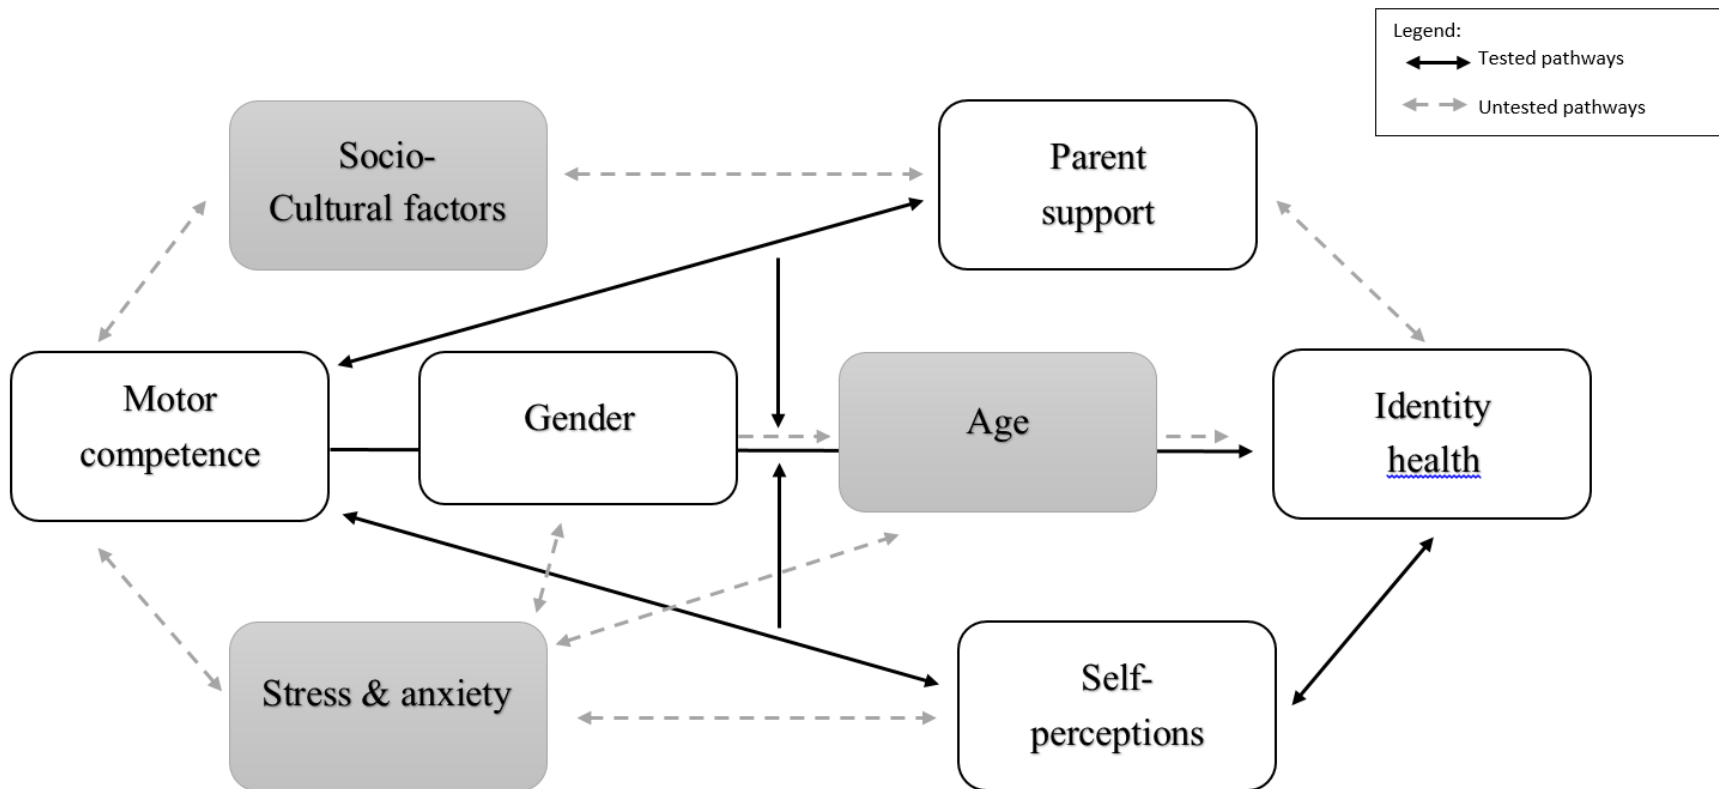 Legend:
Tested pathways
Untested pathways
Socio-
Cultural factors
Parent
support
Motor
competence
Gender
Age
Identity
health
Stress & anxiety
Self-
perceptions